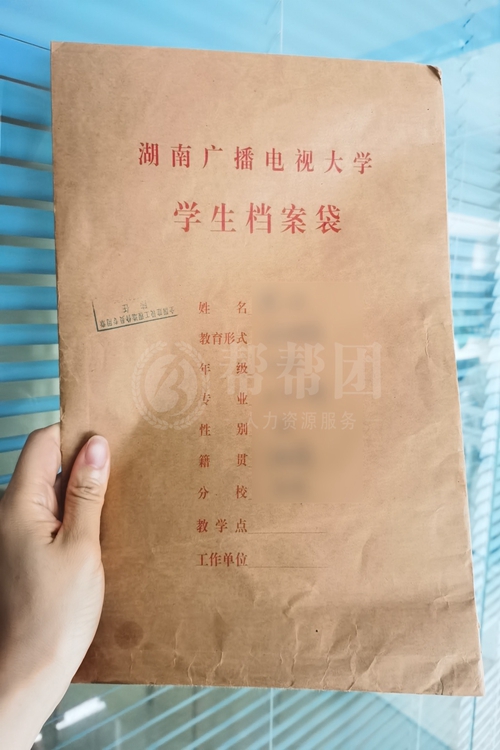 湖南广播电视大学
学生档案袋
姓名
教育形式
年级
专业
性别
籍贯
分校
教学点
工作单位
帮帮团
人力资源服务